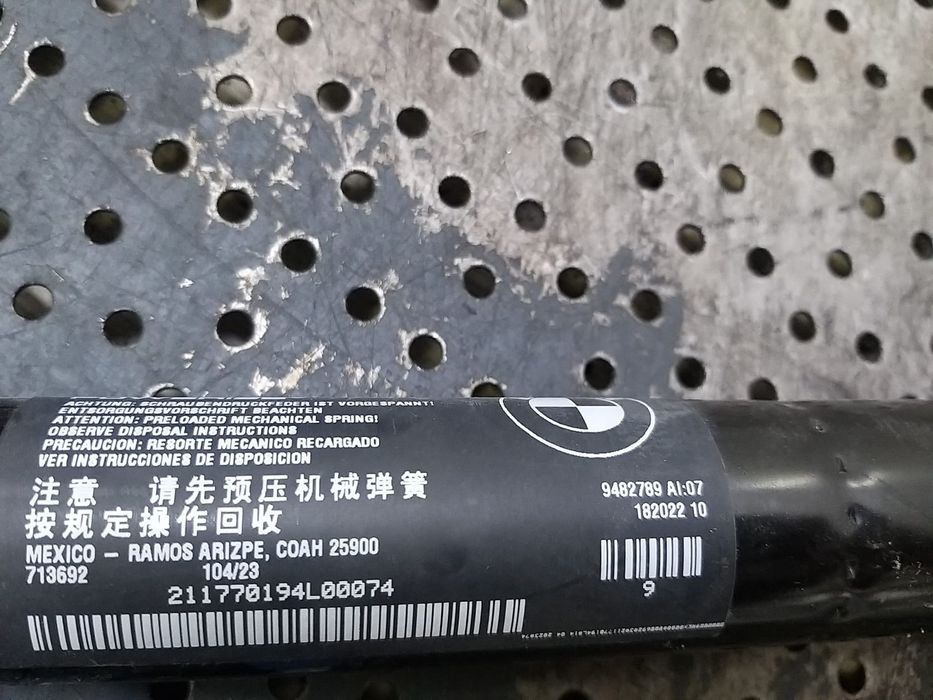 ACHTUNG: SCHRAUBENDRUCKFEDER IST VORGESPANNT!
ENTSORGUNGSVORSCHRIFT BEACHTEN
ATTENTION: PRELOADED MECHANICAL SPRING!
OBSERVE DISPOSAL INSTRUCTIONS
PRECAUCION: RESORTE MECANICO RECARGADO
VER INSTRUCCIONES DE DISPOSICION
注意 请先预压机械弹簧
按规定操作回收
MEXICO – RAMOS ARIZPE, COAH 25900
713692 104/23
211770194L00074
9482789 AI:07
182022 10
9